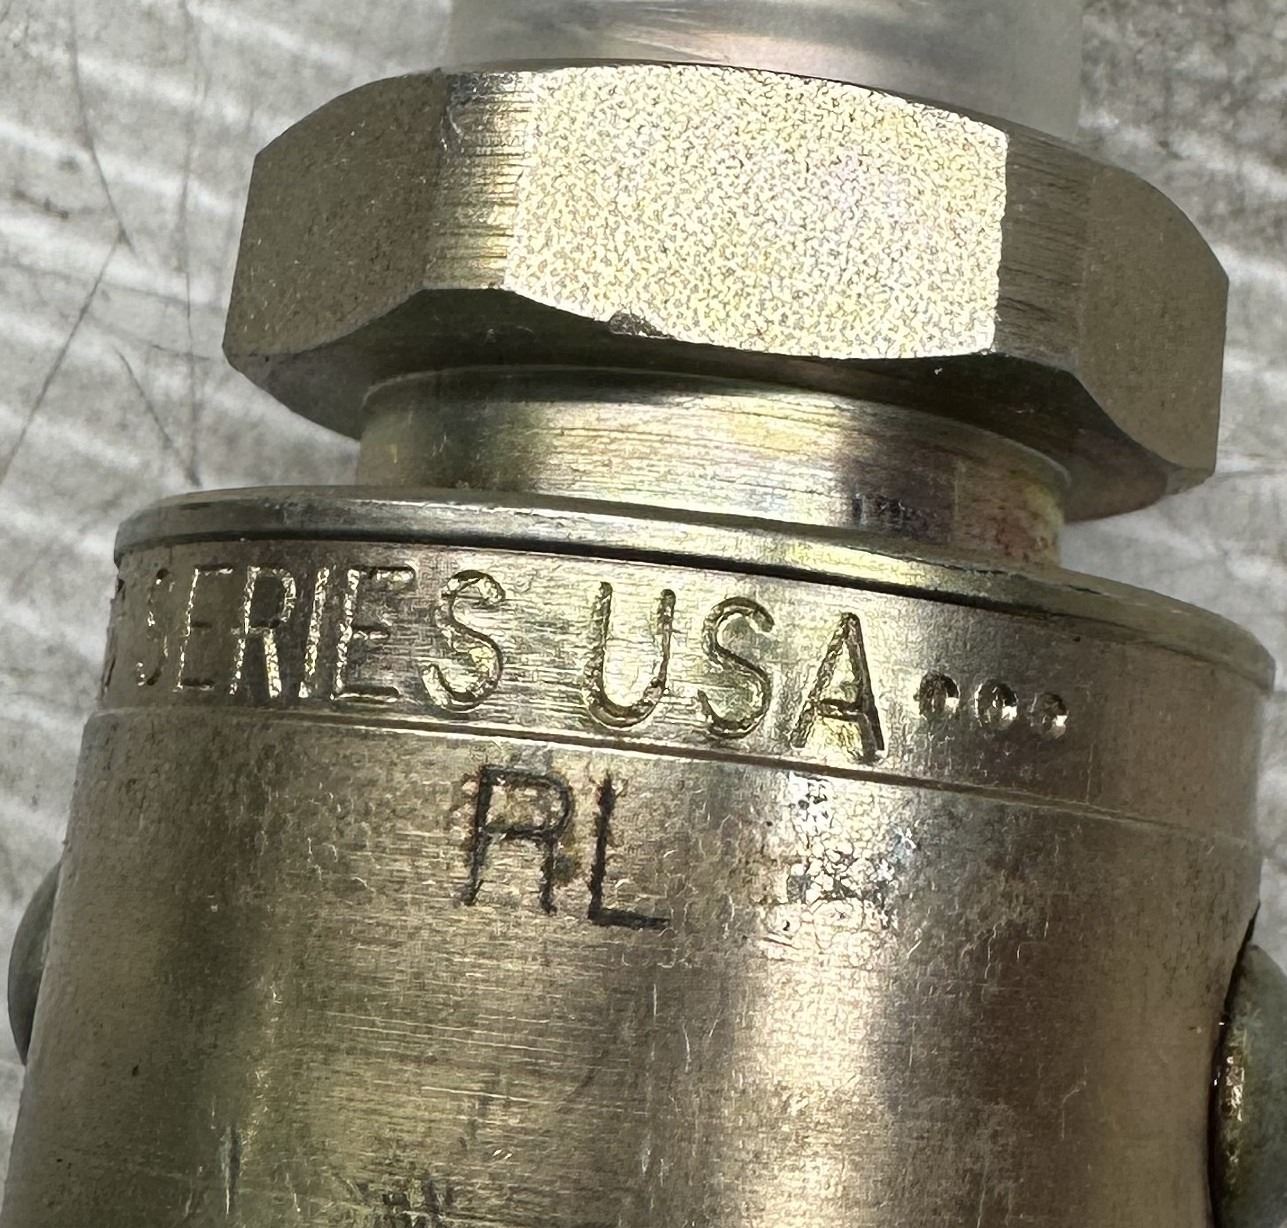 SERIES USA •••
RL